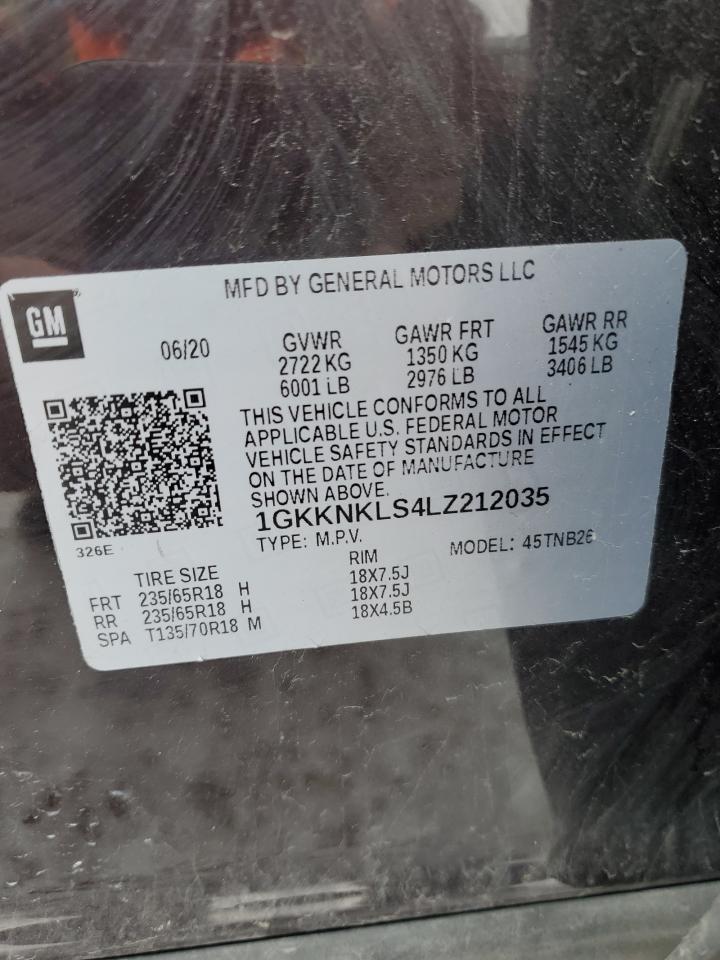 MFD BY GENERAL MOTORS LLC
GM
06/20
GVWR
2722 KG
6001 LB
GAWR FRT
1350 KG
2976 LB
GAWR RR
1545 KG
3406 LB
THIS VEHICLE CONFORMS TO ALL
APPLICABLE U.S. FEDERAL MOTOR
VEHICLE SAFETY STANDARDS IN EFFECT
ON THE DATE OF MANUFACTURE
SHOWN ABOVE.
1GKKNKLS4LZ212035
326E
TYPE: M.P.V.
MODEL: 45TNB26
TIRE SIZE RIM
FRT 235/65R18 H 18X7.5J
RR 235/65R18 H 18X7.5J
SPA T135/70R18 M 18X4.5B